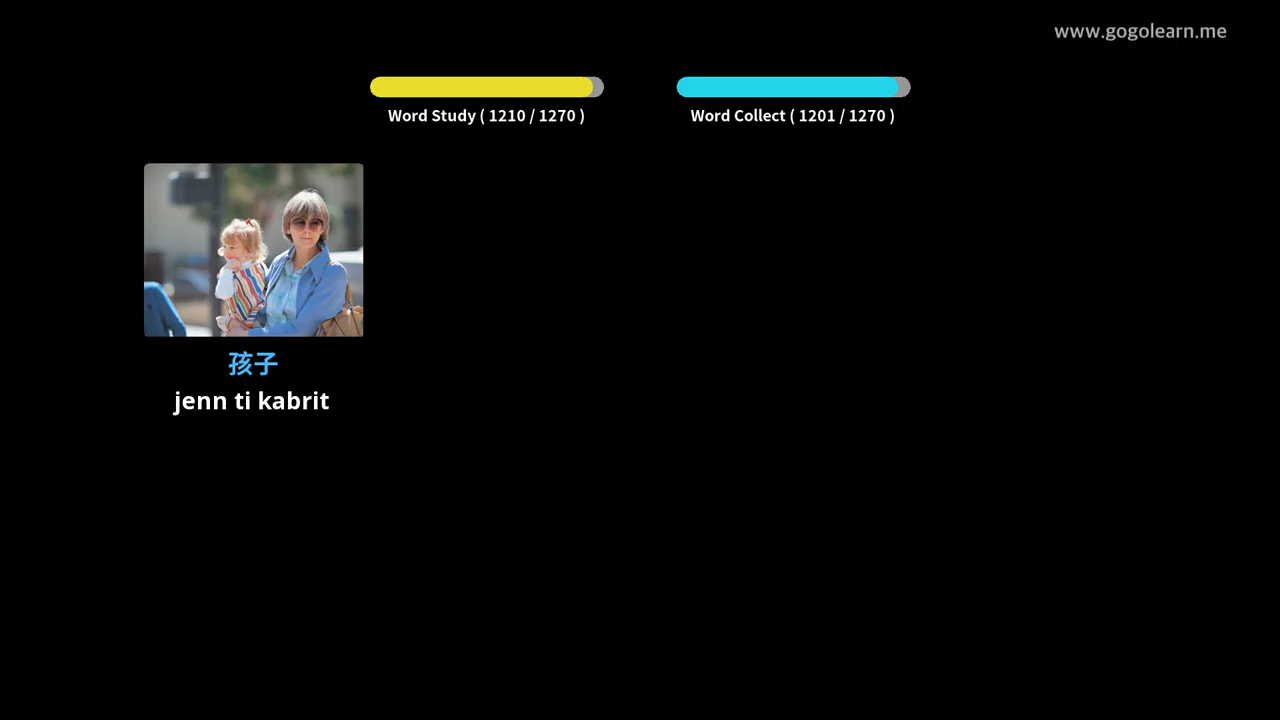 www.gogolearn.me
Word Study ( 1210 / 1270 )
Word Collect ( 1201 / 1270 )
孩子
jenn ti kabrit